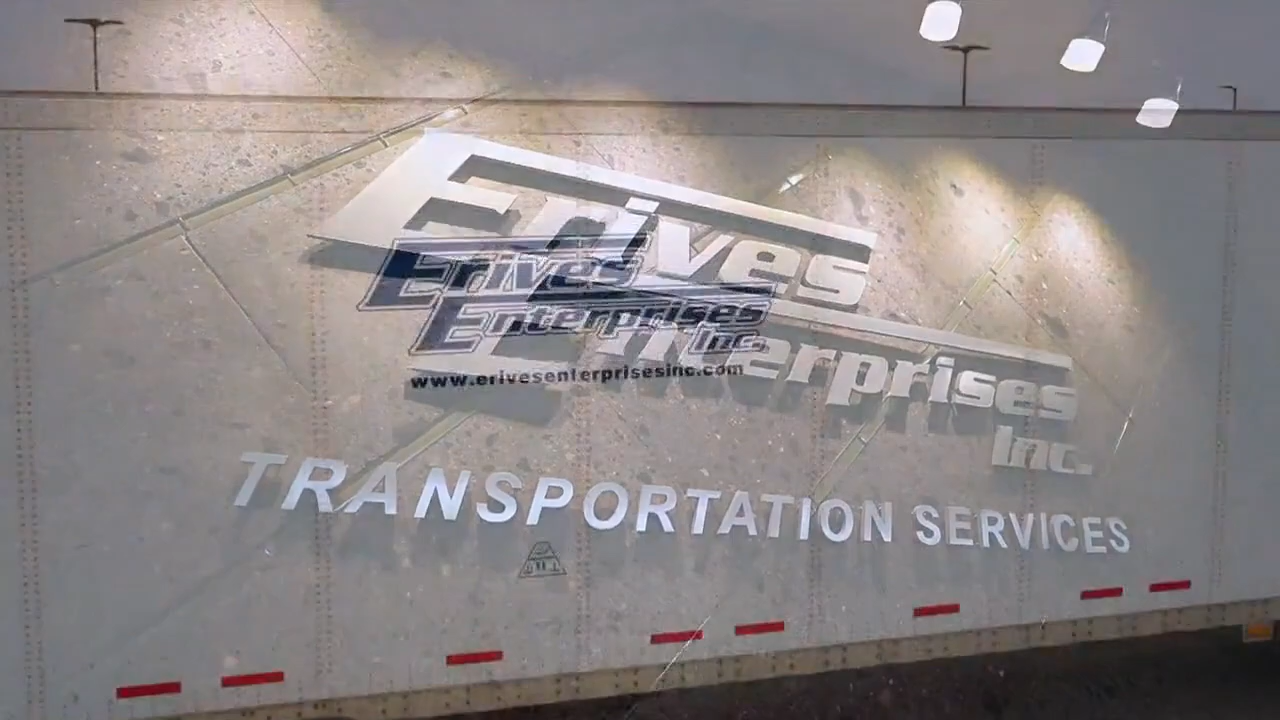 Erives
Enterprises
Inc.
Erives
Enterprises
Inc.
www.erivesenterprisesinc.com
TRANSPORTATION SERVICES